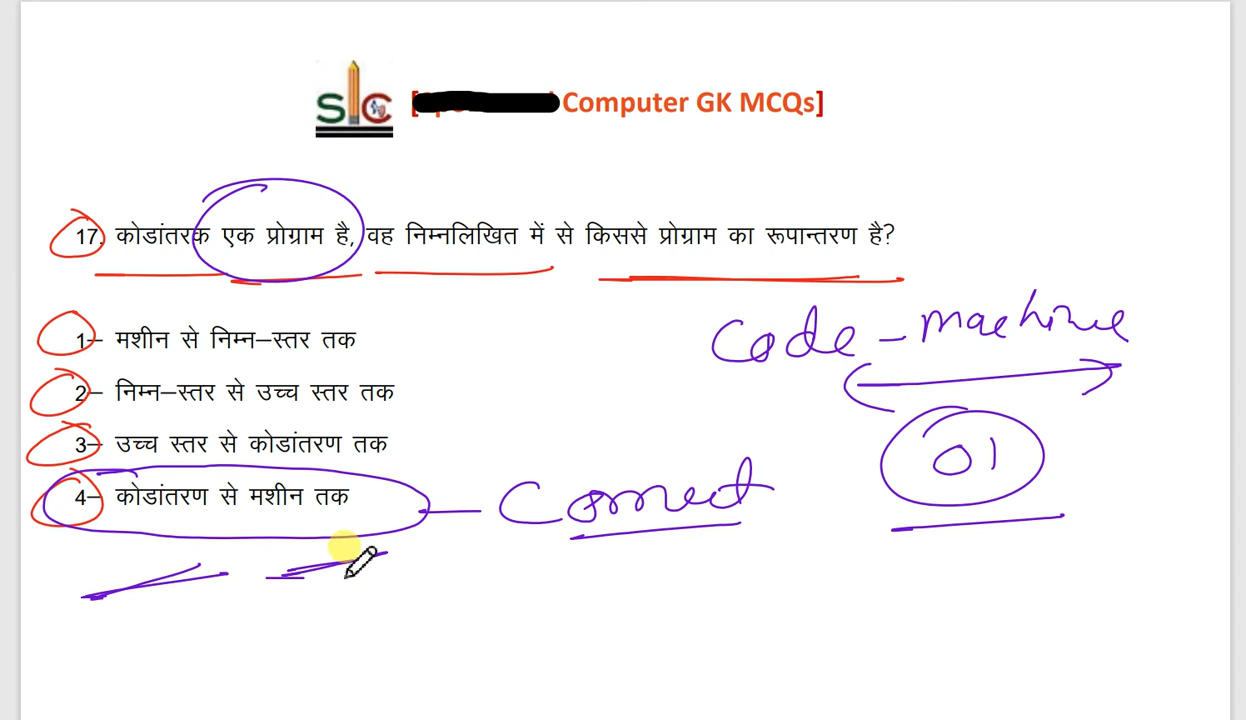 SLC
[ Computer GK MCQs]
17. कोडांतरक एक प्रोग्राम है, वह निम्नलिखित में से किससे प्रोग्राम का रूपान्तरण है?
1– मशीन से निम्न–स्तर तक
2– निम्न–स्तर से उच्च स्तर तक
3– उच्च स्तर से कोडांतरण तक
4– कोडांतरण से मशीन तक
Code - machine
01
Correct